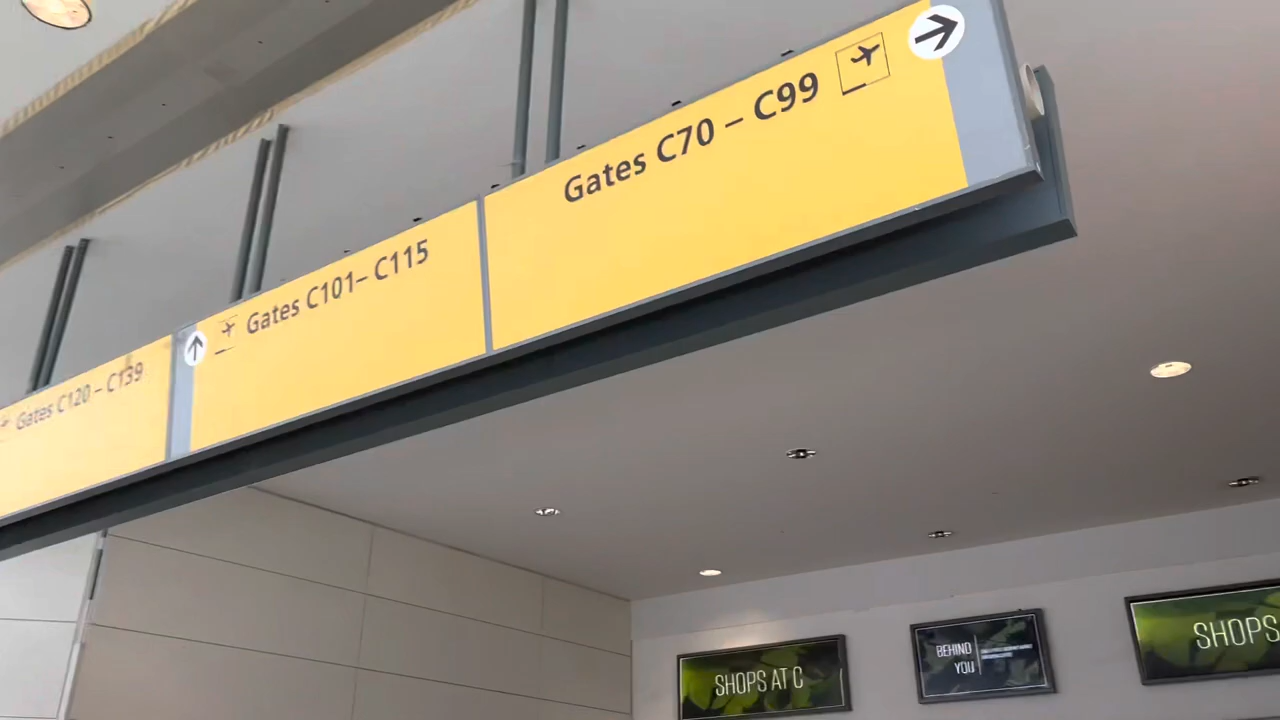 Gates C120 – C139
Gates C101– C115
Gates C70 – C99
SHOPS AT C
BEHIND
YOU
SHOPS